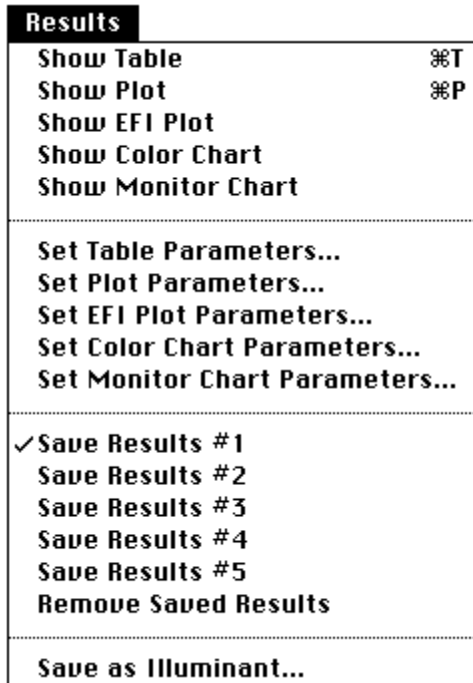 Results
Show Table ⌘T
Show Plot ⌘P
Show EFI Plot
Show Color Chart
Show Monitor Chart
Set Table Parameters...
Set Plot Parameters...
Set EFI Plot Parameters...
Set Color Chart Parameters...
Set Monitor Chart Parameters...
✓Save Results #1
Save Results #2
Save Results #3
Save Results #4
Save Results #5
Remove Saved Results
Save as Illuminant...